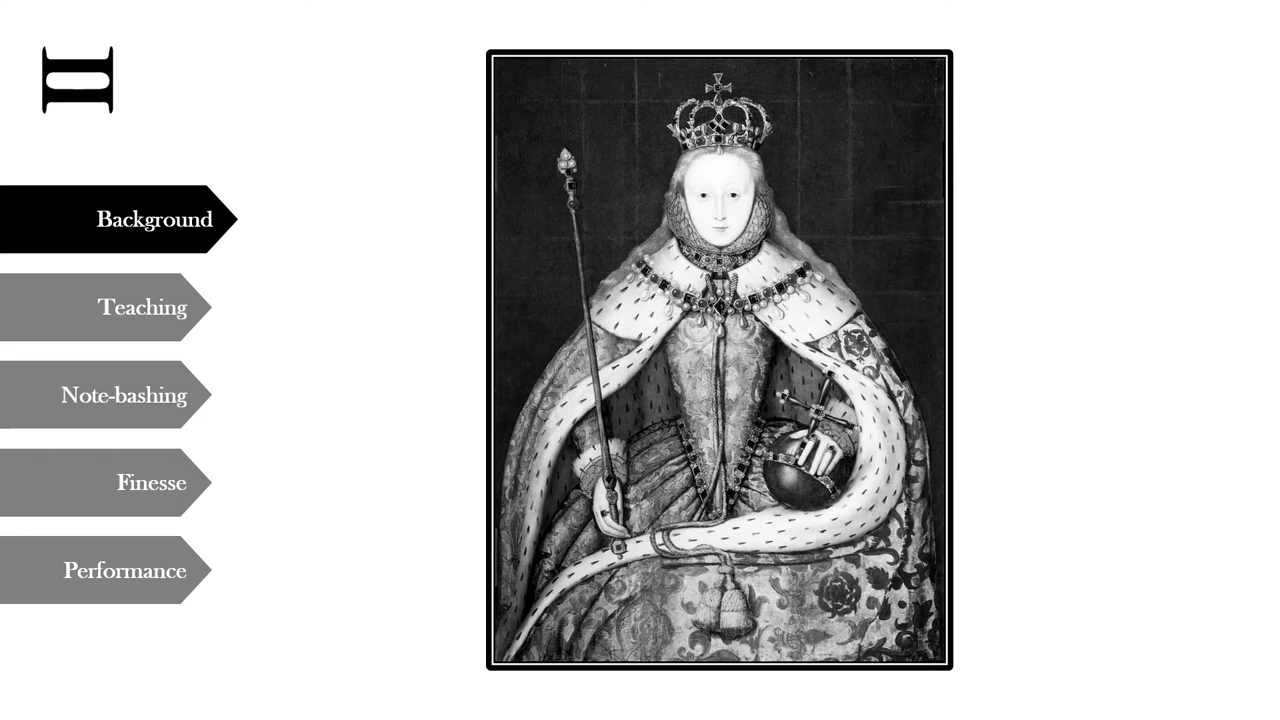 Background
Teaching
Note-bashing
Finesse
Performance